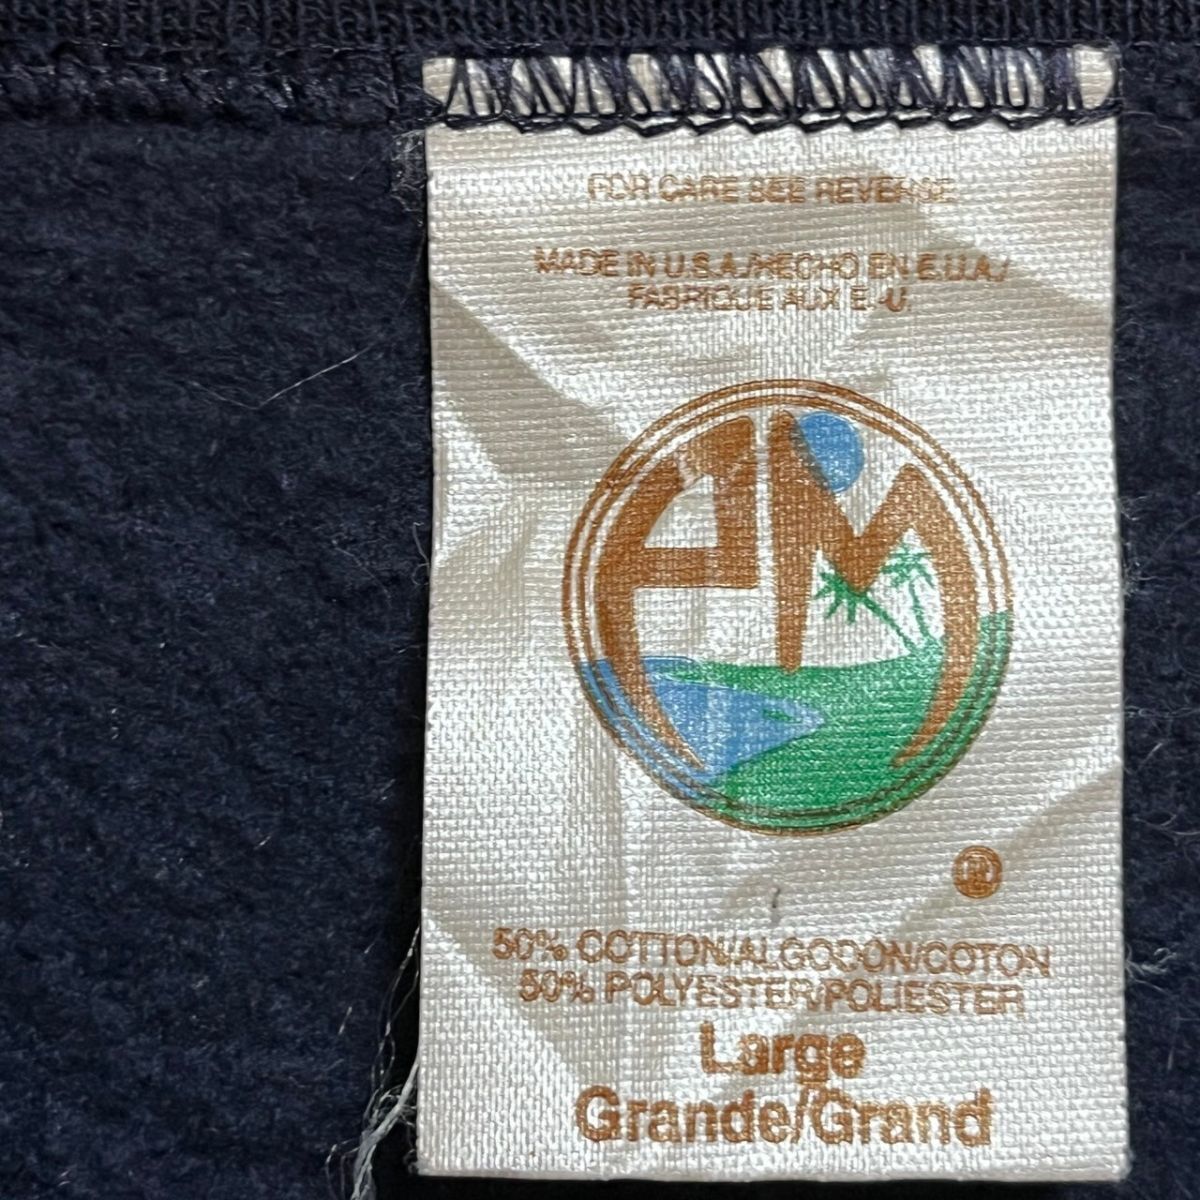 FOR CARE SEE REVERSE
MADE IN U.S.A./HECHO EN E.U.A./
FABRIQUE AUX E.-U.
AM
®
50% COTTON/ALGODON/COTON
50% POLYESTER/POLIESTER
Large
Grande/Grand